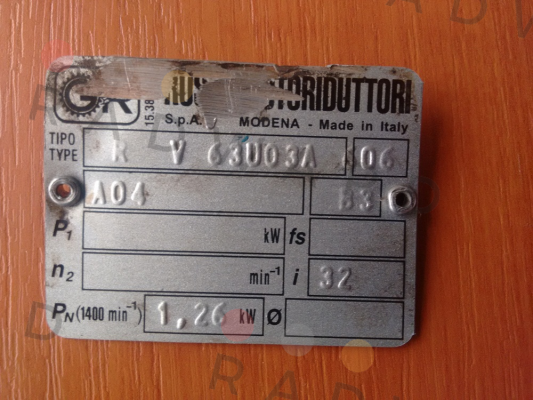 GR
15.38
MOTORIDUTTORI
S.p.A. MODENA - Made in Italy
TIPO
TYPE
R V 63U03A 106
A04 B3
P1 kW fs
n2 min-1 i 32
PN (1400 min-1) 1,26 kW Ø